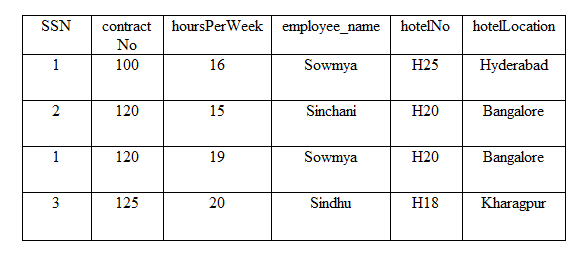 SSN contract No hoursPerWeek employee_name hotelNo hotelLocation
1 100 16 Sowmya H25 Hyderabad
2 120 15 Sinchani H20 Bangalore
1 120 19 Sowmya H20 Bangalore
3 125 20 Sindhu H18 Kharagpur